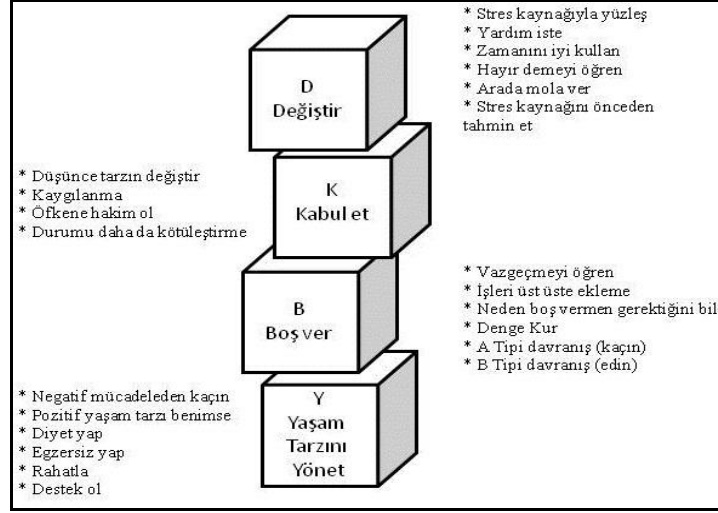 * Stres kaynağıyla yüzleş
* Yardım iste
* Zamanını iyi kullan
* Hayır demeyi öğren
* Arada mola ver
* Stres kaynağını önceden
tahmin et
D
Değiştir
* Düşünce tarzın değiştir
* Kaygılanma
* Öfkene hakim ol
* Durumu daha da kötüleştirme
K
Kabul et
* Vazgeçmeyi öğren
* İşleri üst üste ekleme
* Neden boş vermen gerektiğini bil
* Denge Kur
* A Tipi davranış (kaçın)
* B Tipi davranış (edin)
B
Boş ver
* Negatif mücadeleden kaçın
* Pozitif yaşam tarzı benimse
* Diyet yap
* Egzersiz yap
* Rahatla
* Destek ol
Y
Yaşam
Tarzını
Yönet